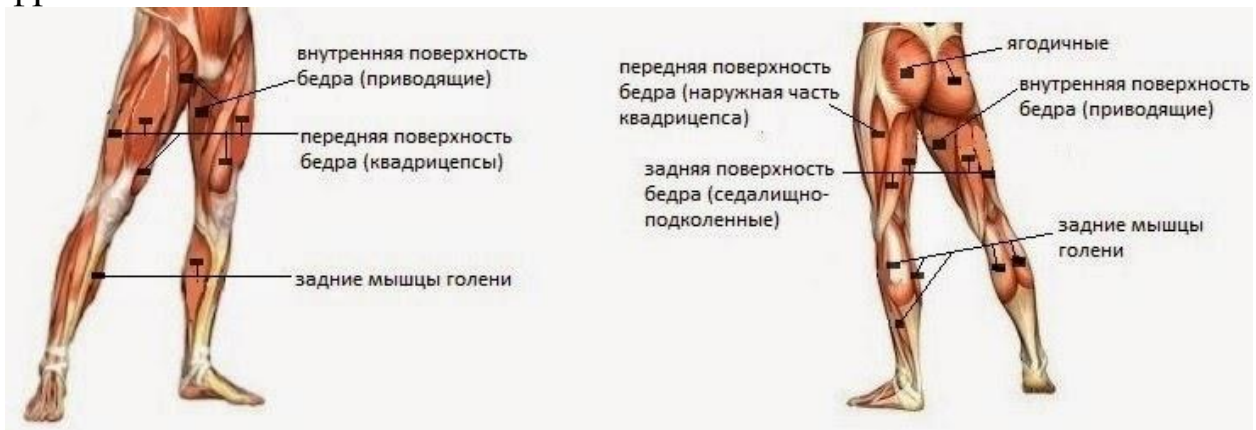 внутренняя поверхность
бедра (приводящие)
передняя поверхность
бедра (квадрицепсы)
задние мышцы голени
передняя поверхность
бедра (наружная часть
квадрицепса)
задняя поверхность
бедра (седалищно-
подколенные)
ягодичные
внутренняя поверхность
бедра (приводящие)
задние мышцы
голени